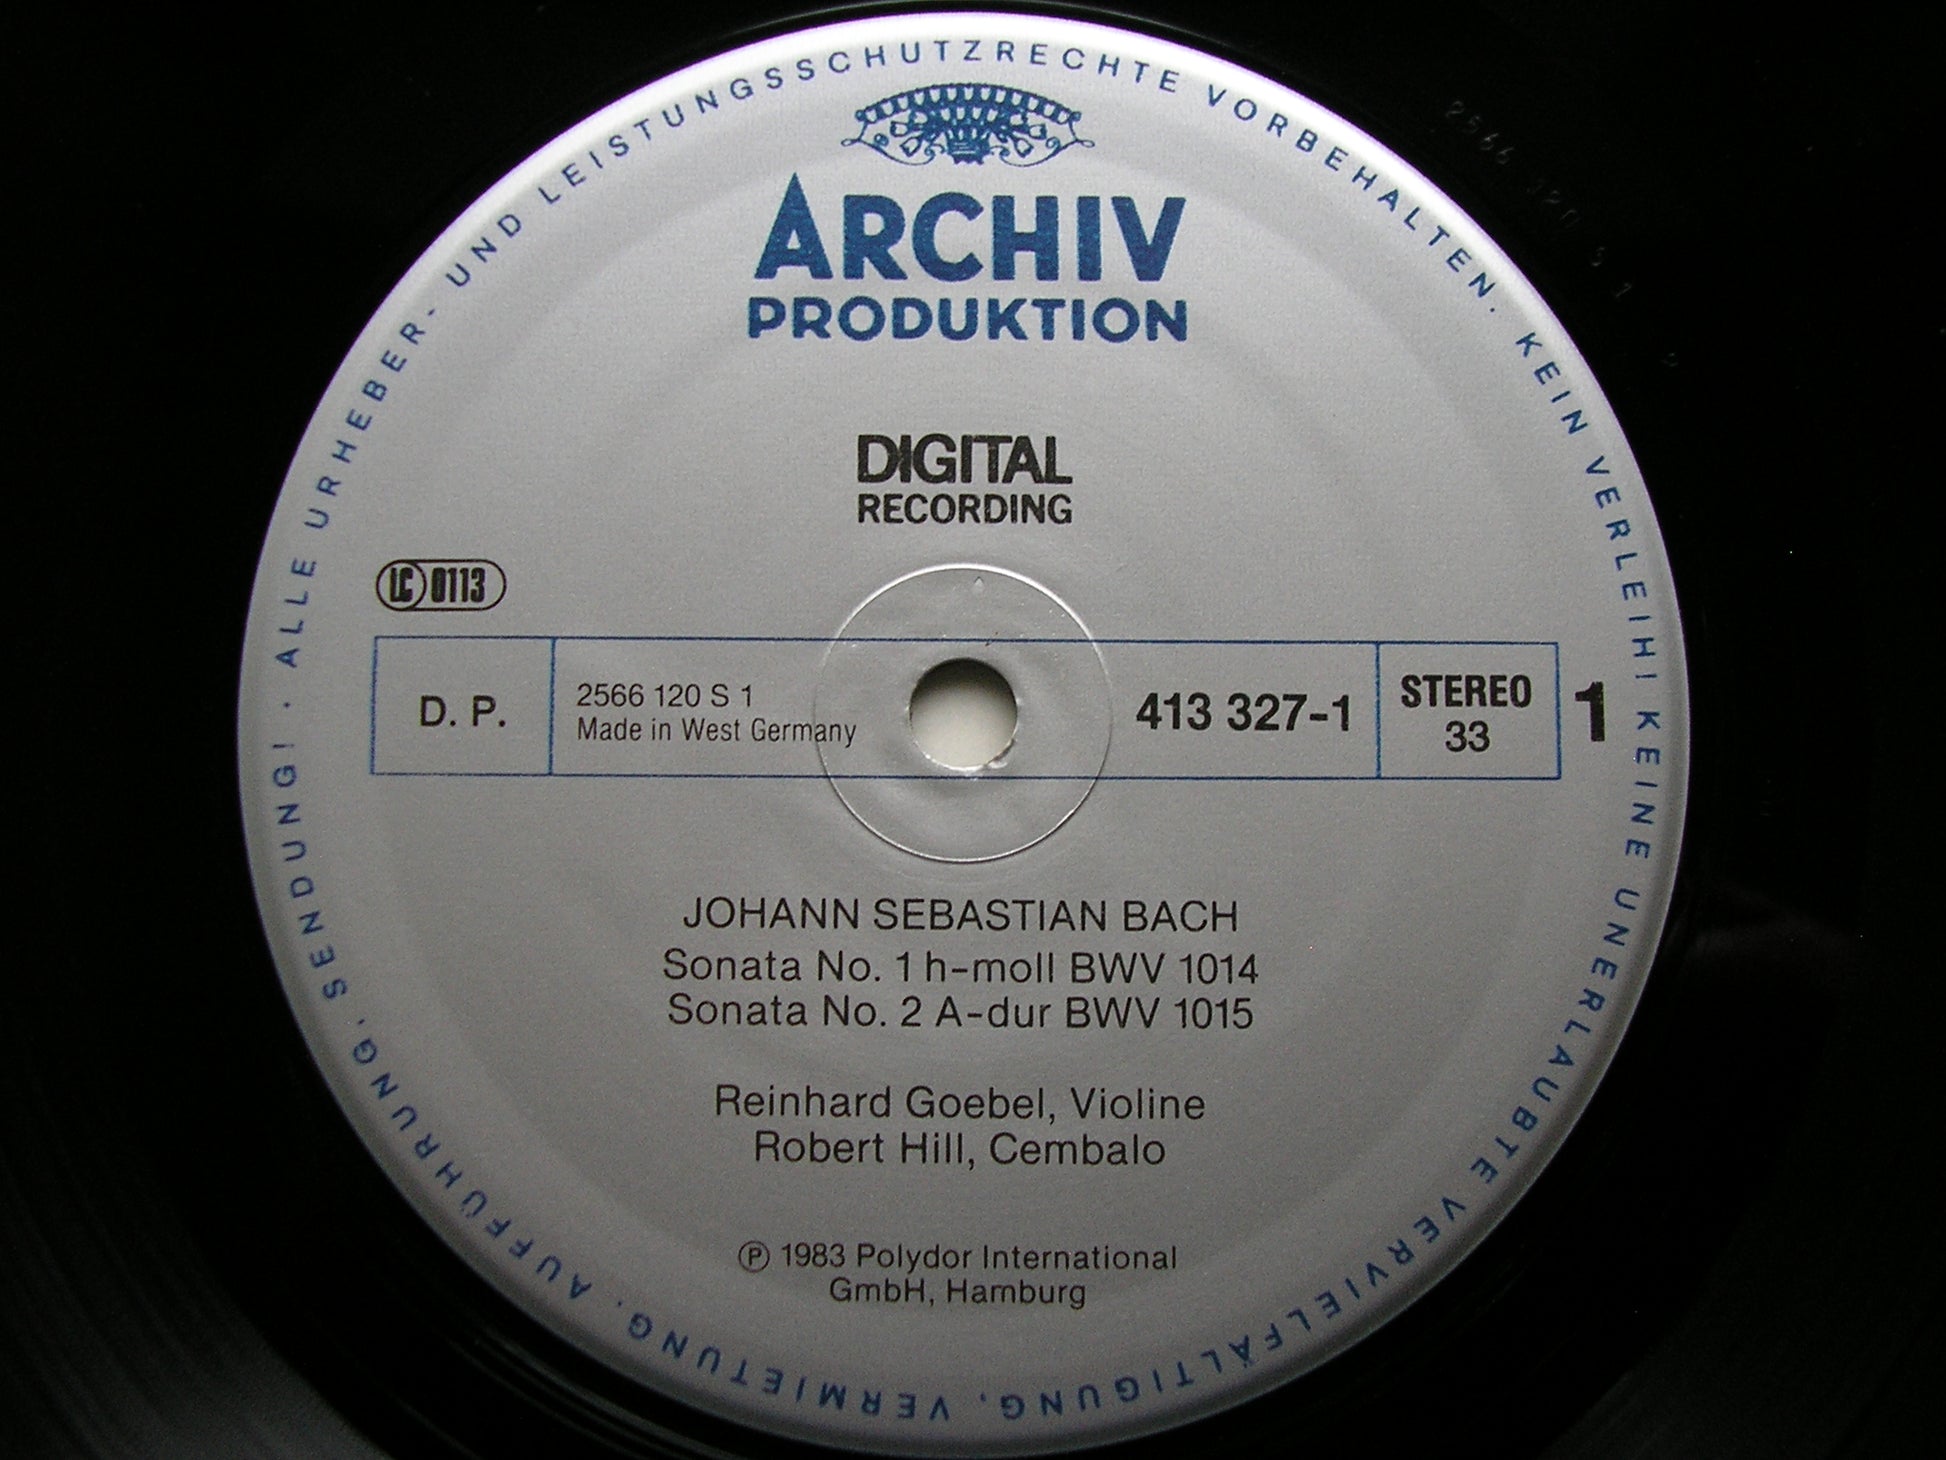 ALLE URHEBER- UND LEISTUNGSSCHUTZRECHTE VORBEHALTEN. KEIN VERLEIH! KEINE UNERLAUBTE VERVIELFÄLTIGUNG, VERMIETUNG, AUFFÜHRUNG, SENDUNG! ·
ARCHIV
PRODUKTION
DIGITAL
RECORDING
LC 0113
D. P.
2566 120 S 1
Made in West Germany
413 327-1
STEREO
33
1
JOHANN SEBASTIAN BACH
Sonata No. 1 h-moll BWV 1014
Sonata No. 2 A-dur BWV 1015
Reinhard Goebel, Violine
Robert Hill, Cembalo
Ⓟ 1983 Polydor International
GmbH, Hamburg
2566 120 S 1